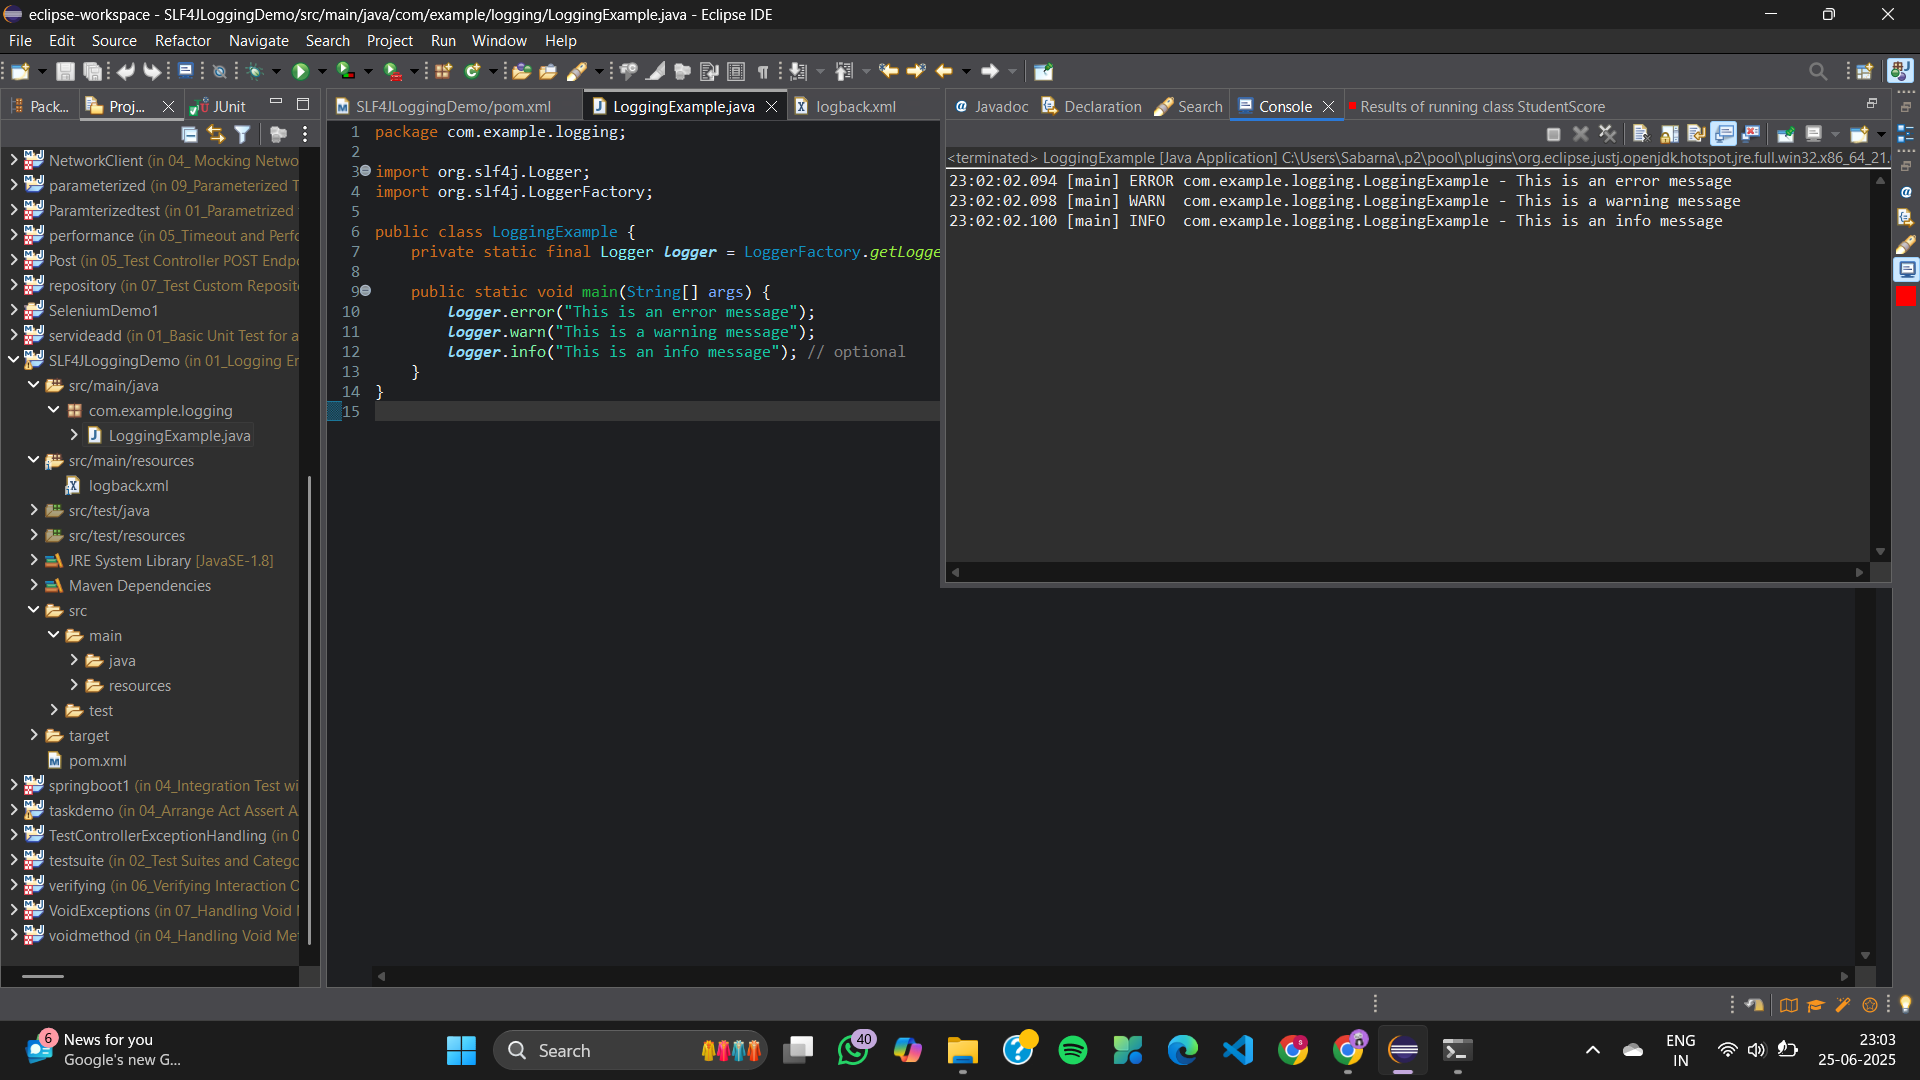 eclipse-workspace - SLF4JLoggingDemo/src/main/java/com/example/logging/LoggingExample.java - Eclipse IDE
File Edit Source Refactor Navigate Search Project Run Window Help
Pack... Proj... JUnit
SLF4JLoggingDemo/pom.xml LoggingExample.java logback.xml
Javadoc Declaration Search Console Results of running class StudentScore
NetworkClient (in 04_ Mocking Netwo
parameterized (in 09_Parameterized T
Paramterizedtest (in 01_Parametrized
performance (in 05_Timeout and Perfo
Post (in 05_Test Controller POST Endpo
repository (in 07_Test Custom Reposito
SeleniumDemo1
servideadd (in 01_Basic Unit Test for a
SLF4JLoggingDemo (in 01_Logging Er
src/main/java
com.example.logging
LoggingExample.java
src/main/resources
logback.xml
src/test/java
src/test/resources
JRE System Library [JavaSE-1.8]
Maven Dependencies
src
main
java
resources
test
target
pom.xml
springboot1 (in 04_Integration Test wi
taskdemo (in 04_Arrange Act Assert A
TestControllerExceptionHandling (in 0
testsuite (in 02_Test Suites and Catego
verifying (in 06_Verifying Interaction O
VoidExceptions (in 07_Handling Void
voidmethod (in 04_Handling Void Me
1 package com.example.logging;
2
3 import org.slf4j.Logger;
4 import org.slf4j.LoggerFactory;
5
6 public class LoggingExample {
7 private static final Logger logger = LoggerFactory.getLogge
8
9 public static void main(String[] args) {
10 logger.error("This is an error message");
11 logger.warn("This is a warning message");
12 logger.info("This is an info message"); // optional
13 }
14 }
15
<terminated> LoggingExample [Java Application] C:\Users\Sabarna\.p2\pool\plugins\org.eclipse.justj.openjdk.hotspot.jre.full.win32.x86_64_21.
23:02:02.094 [main] ERROR com.example.logging.LoggingExample - This is an error message
23:02:02.098 [main] WARN com.example.logging.LoggingExample - This is a warning message
23:02:02.100 [main] INFO com.example.logging.LoggingExample - This is an info message
6
News for you
Google's new G...
Search
40
ENG
IN
23:03
25-06-2025